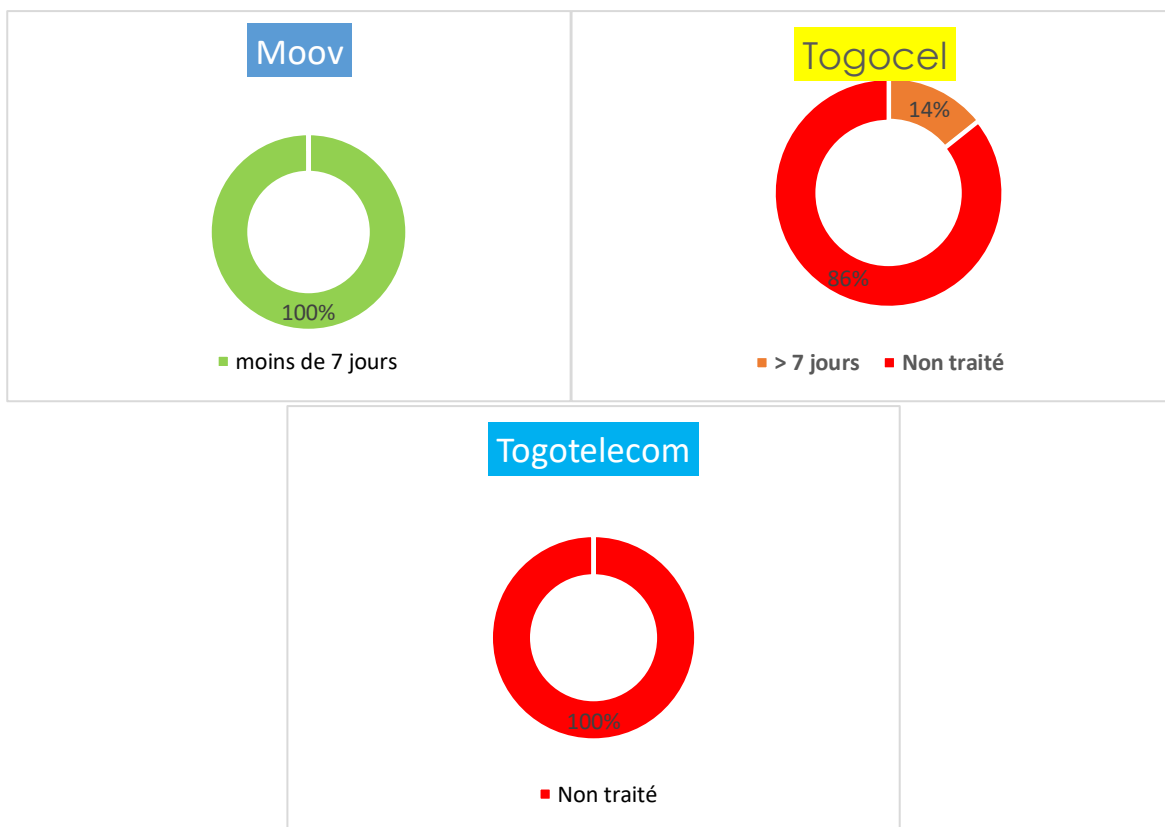 Moov
100%
moins de 7 jours
Togocel
14%
86%
> 7 jours Non traité
Togotelecom
100%
Non traité